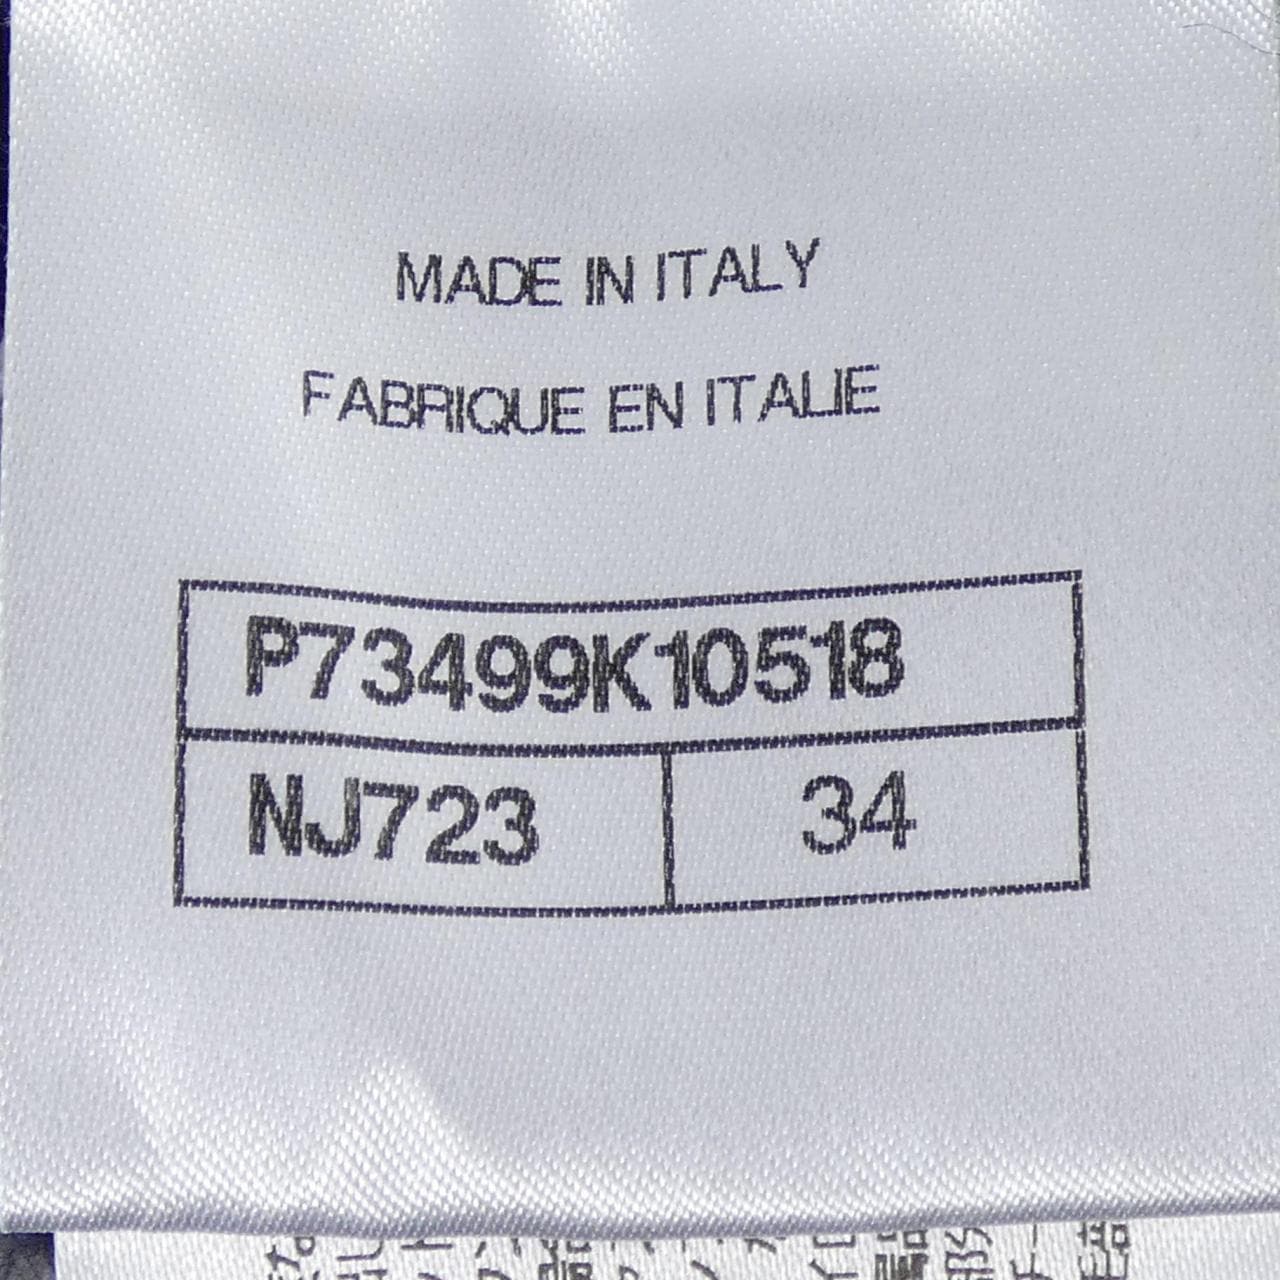 MADE IN ITALY
FABRIQUE EN ITALIE
P73499K10518
NJ723 34